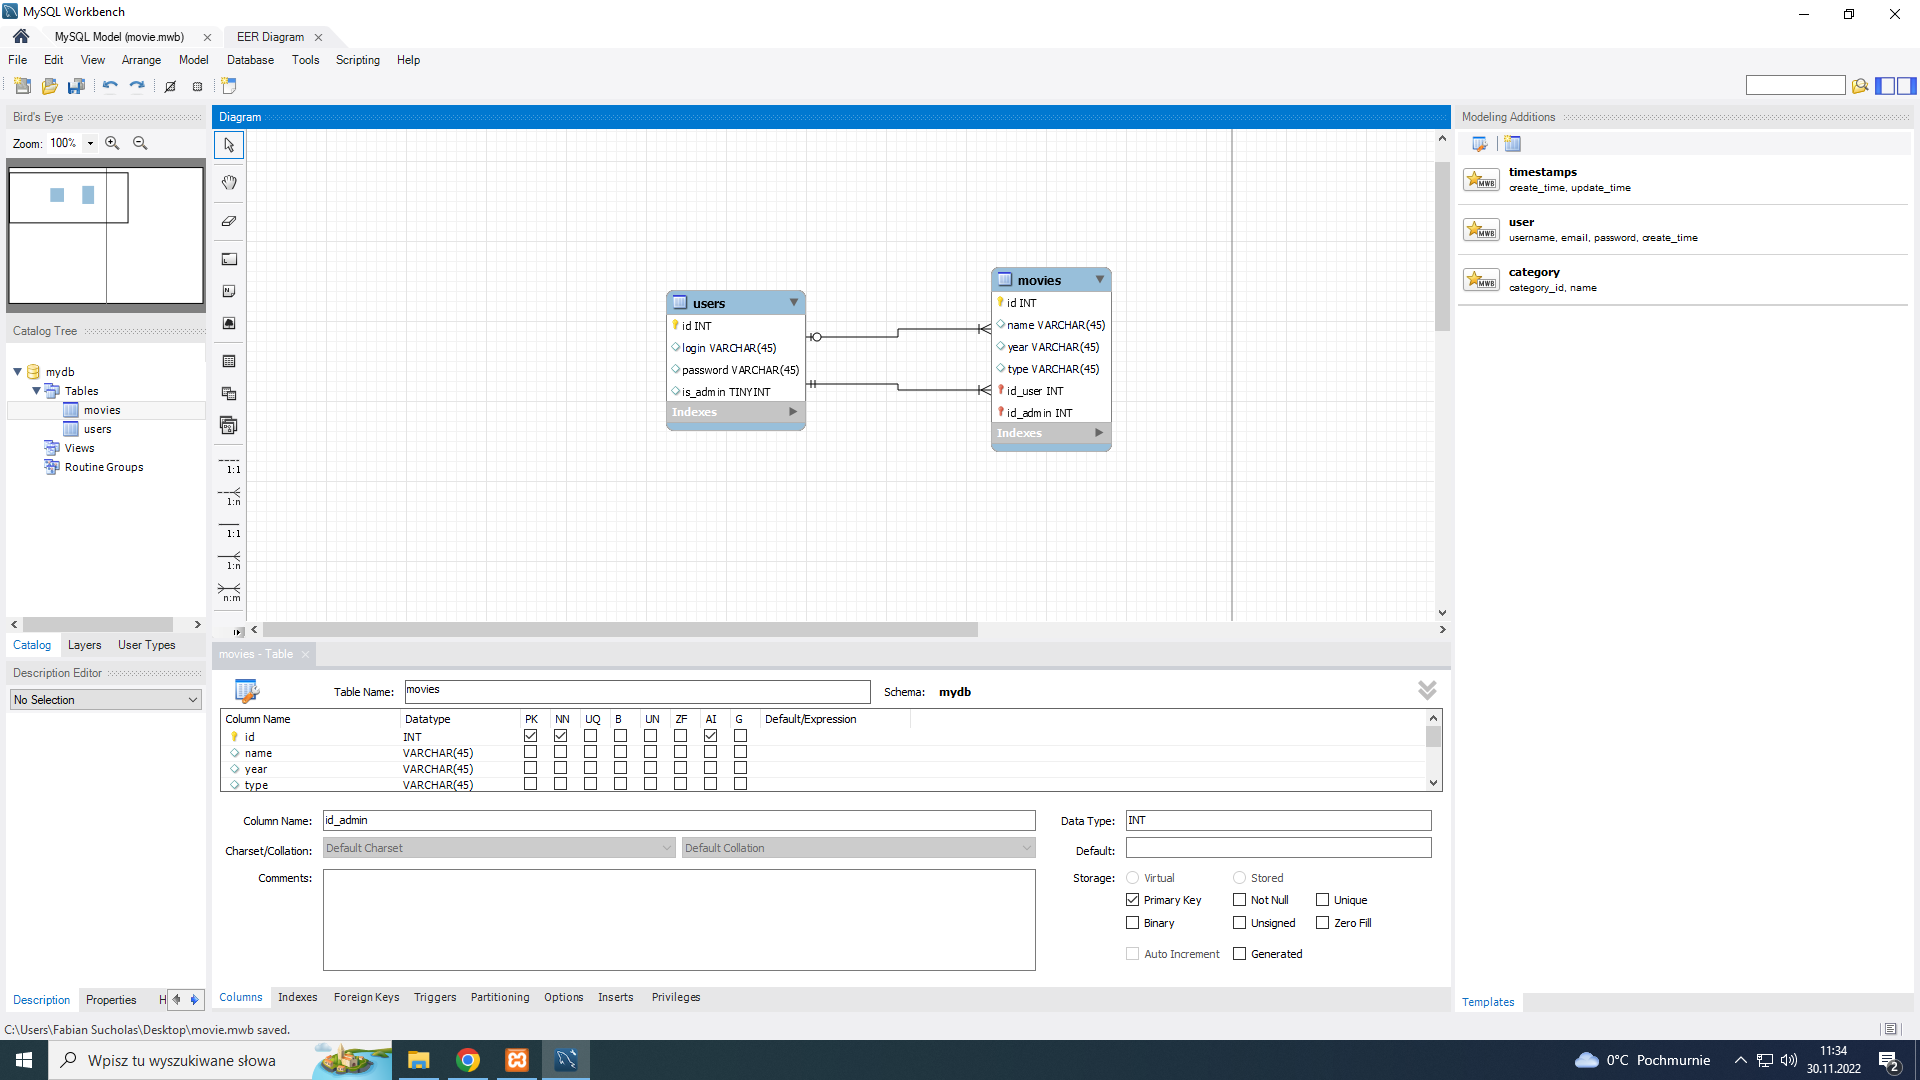 MySQL Workbench
MySQL Model (movie.mwb)
EER Diagram
File Edit View Arrange Model Database Tools Scripting Help
Bird's Eye
Zoom: 100%
Catalog Tree
mydb
Tables
movies
users
Views
Routine Groups
Catalog Layers User Types
Description Editor
No Selection
Description Properties H
Diagram
1:1
1:n
1:1
1:n
n:m
users
id INT
login VARCHAR(45)
password VARCHAR(45)
is_admin TINYINT
Indexes
movies
id INT
name VARCHAR(45)
year VARCHAR(45)
type VARCHAR(45)
id_user INT
id_admin INT
Indexes
movies - Table
Table Name: movies Schema: mydb
Column Name Datatype PK NN UQ B UN ZF AI G Default/Expression
id INT
name VARCHAR(45)
year VARCHAR(45)
type VARCHAR(45)
Column Name: id_admin Data Type: INT
Charset/Collation: Default Charset Default Collation Default:
Comments: Storage: Virtual Stored
Primary Key Not Null Unique
Binary Unsigned Zero Fill
Auto Increment Generated
Columns Indexes Foreign Keys Triggers Partitioning Options Inserts Privileges
Modeling Additions
MWB
timestamps
create_time, update_time
MWB
user
username, email, password, create_time
MWB
category
category_id, name
Templates
C:\Users\Fabian Sucholas\Desktop\movie.mwb saved.
Wpisz tu wyszukiwane słowa
0°C Pochmurnie
11:34
30.11.2022
2